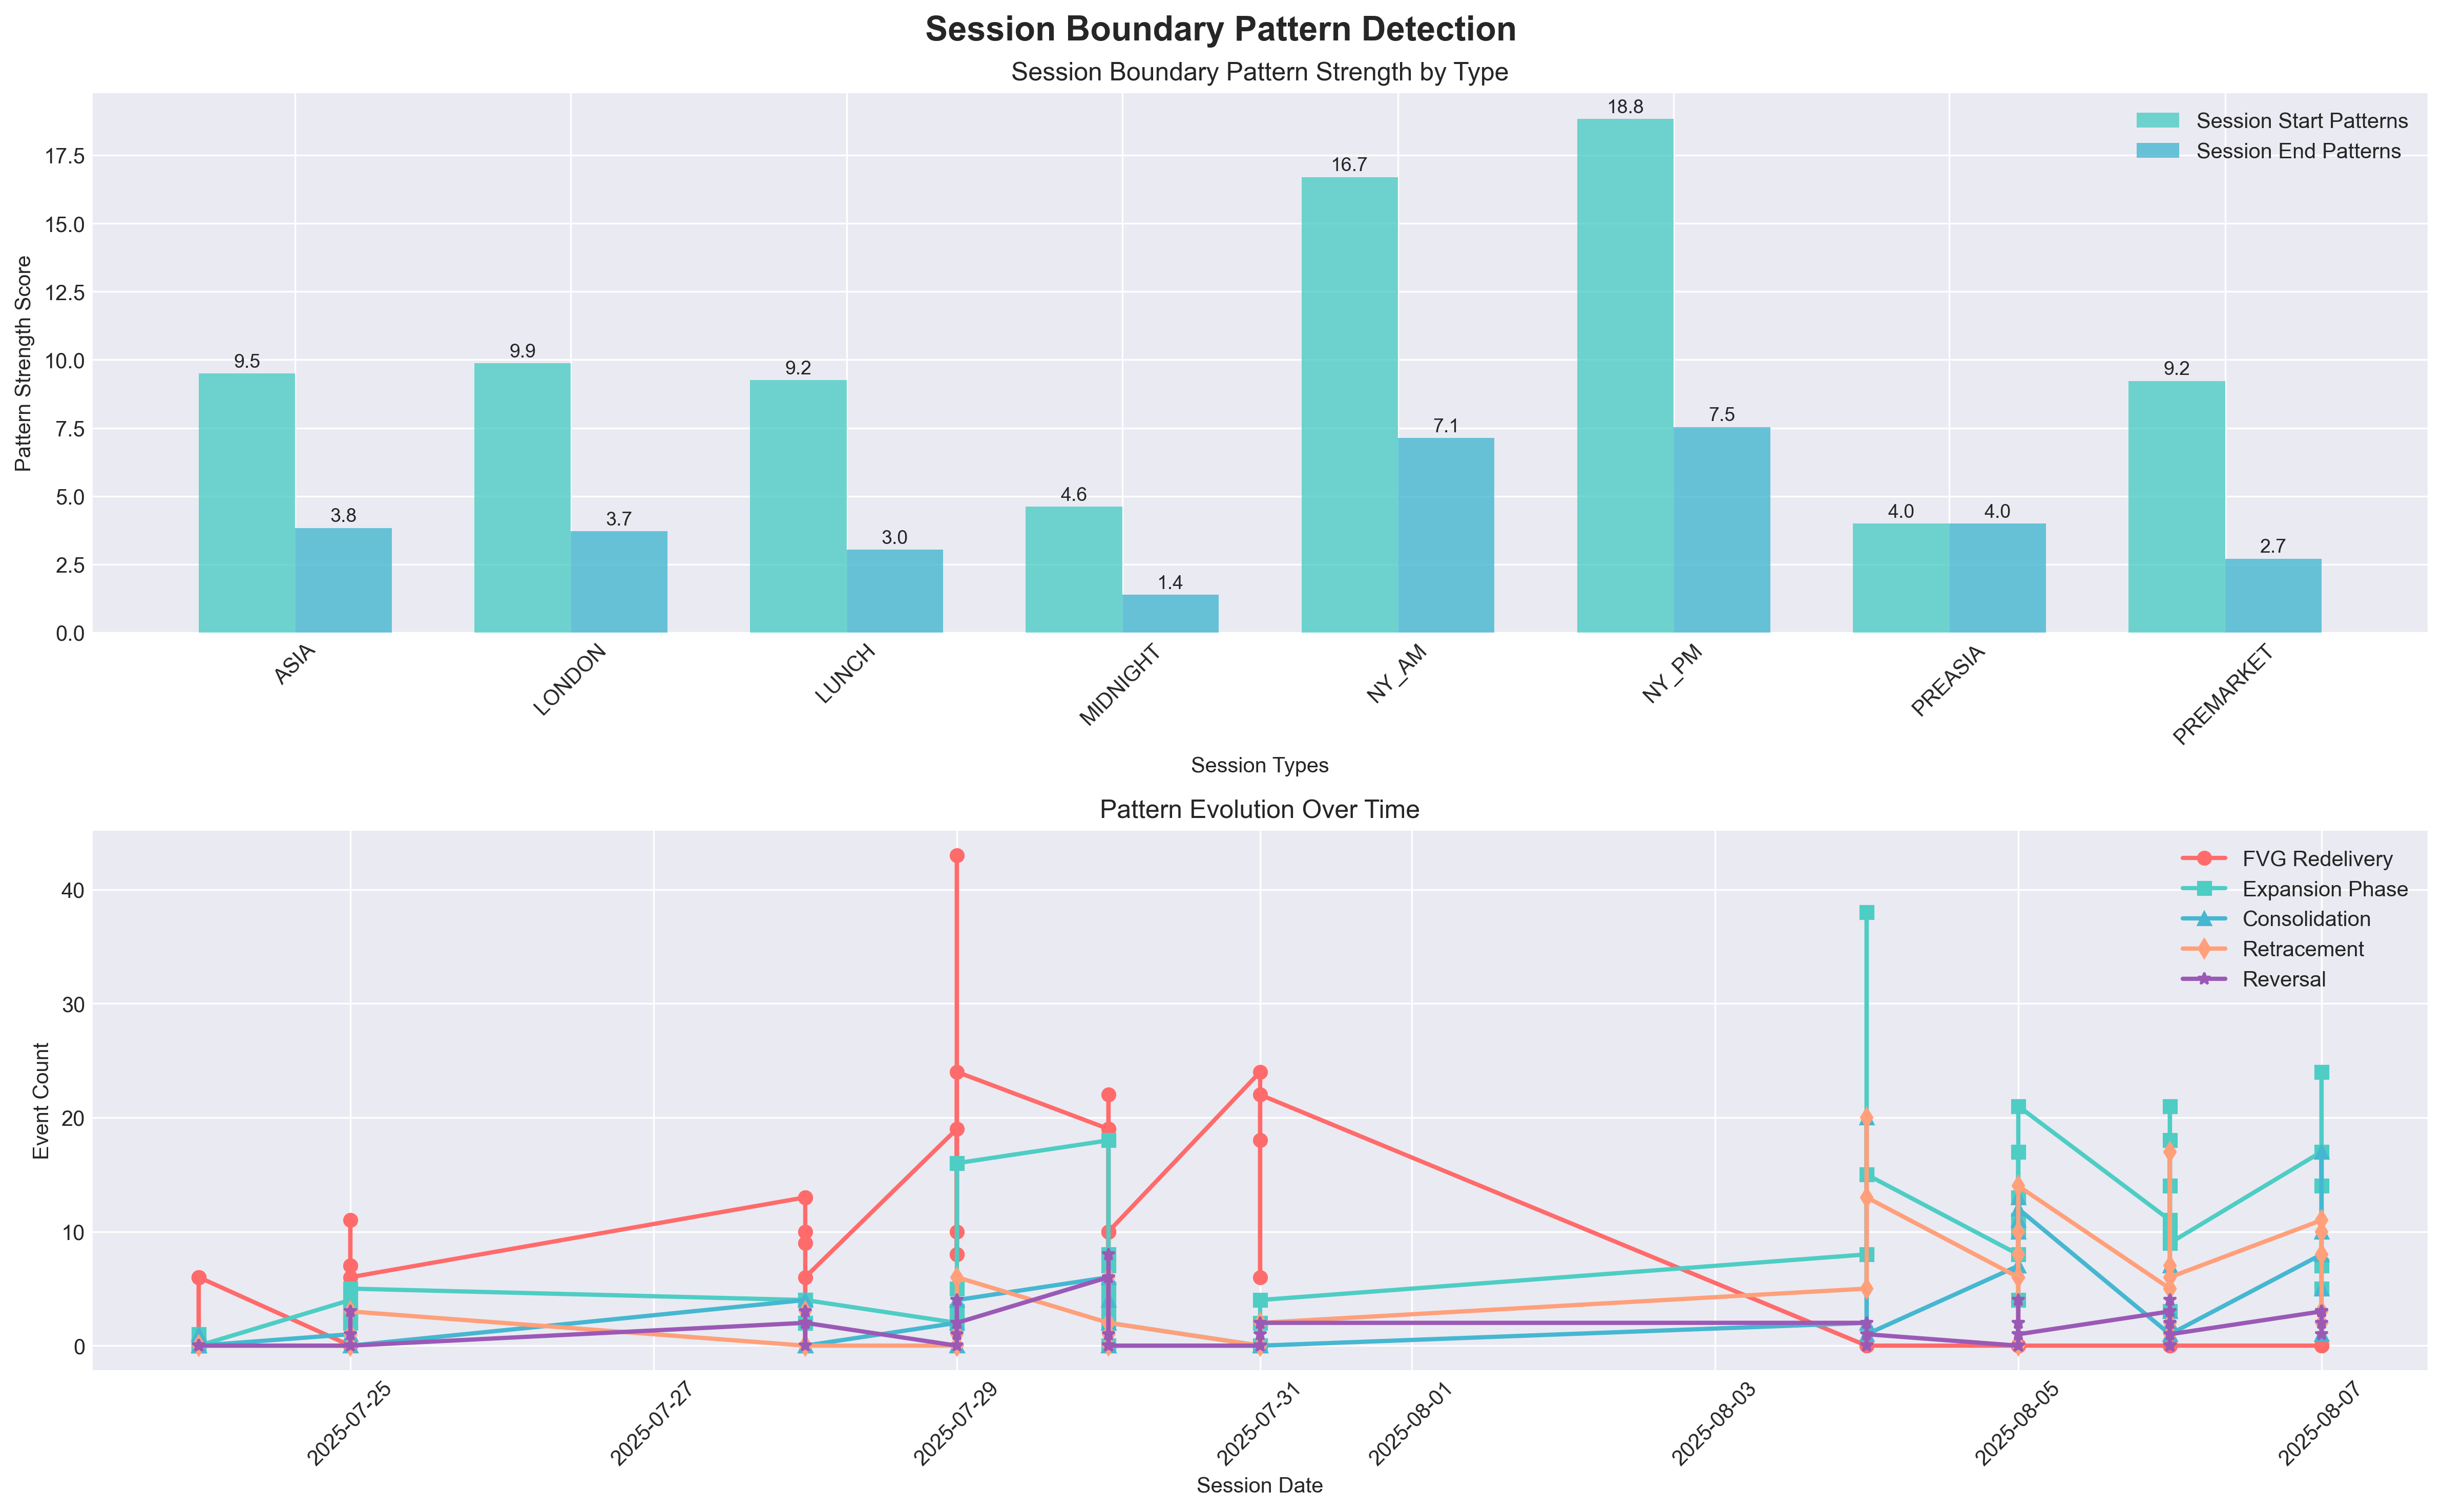 Session Boundary Pattern Detection
Session Boundary Pattern Strength by Type
Pattern Strength Score
17.5
15.0
12.5
10.0
7.5
5.0
2.5
0.0
9.5
3.8
9.9
3.7
9.2
3.0
4.6
1.4
16.7
7.1
18.8
7.5
4.0
4.0
9.2
2.7
Session Start Patterns
Session End Patterns
ASIA
LONDON
LUNCH
MIDNIGHT
NY_AM
NY_PM
PREASIA
PREMARKET
Session Types
Pattern Evolution Over Time
Event Count
40
30
20
10
0
FVG Redelivery
Expansion Phase
Consolidation
Retracement
Reversal
2025-07-25
2025-07-27
2025-07-29
2025-07-31
2025-08-01
2025-08-03
2025-08-05
2025-08-07
Session Date